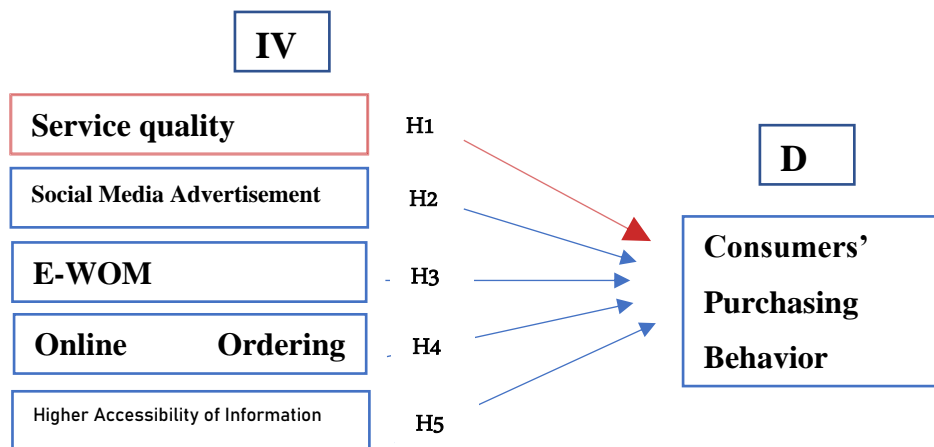 IV
Service quality
H1
D
Social Media Advertisement
H2
E-WOM
H3
Consumers’
Purchasing
Behavior
Online Ordering
H4
Higher Accessibility of Information
H5